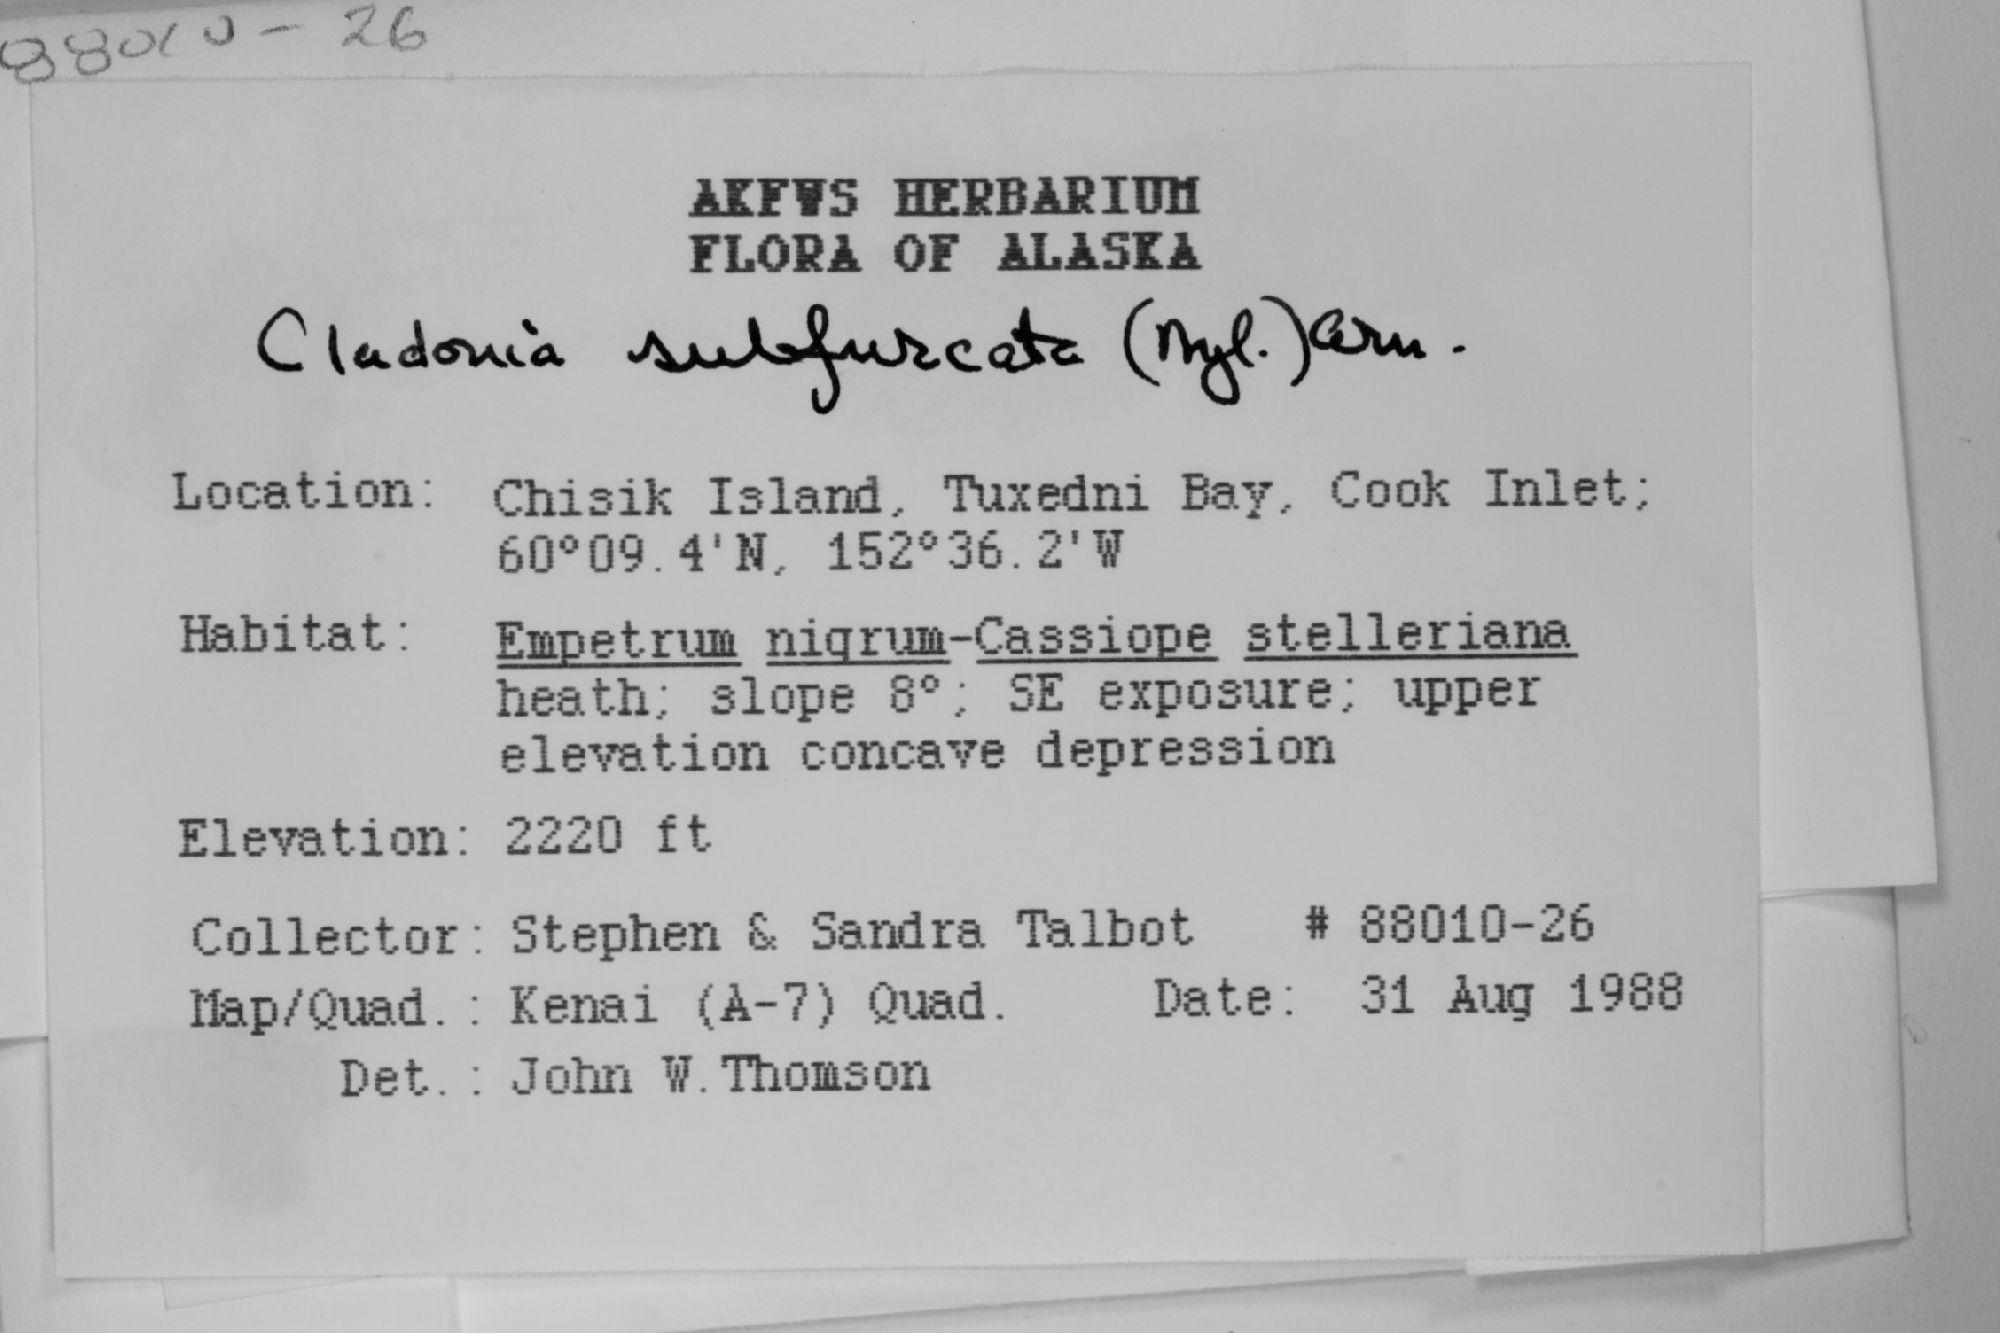 88010-26
AKFWS HERBARIUM
FLORA OF ALASKA
Cladonia subfurcata (Nyl.) Arn.
Location: Chisik Island, Tuxedni Bay, Cook Inlet;
60°09.4'N, 152°36.2'W
Habitat: Empetrum nigrum-Cassiope stelleriana
heath; slope 8°; SE exposure; upper
elevation concave depression
Elevation: 2220 ft
Collector: Stephen & Sandra Talbot # 88010-26
Map/Quad.: Kenai (A-7) Quad. Date: 31 Aug 1988
Det.: John W. Thomson